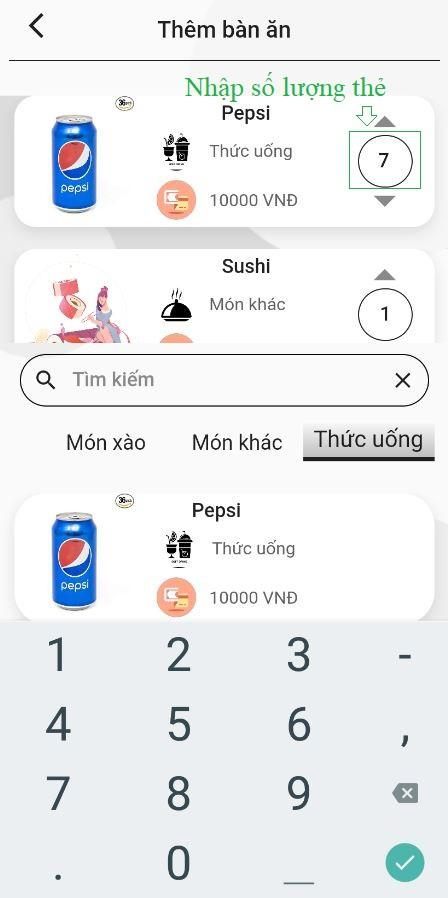 Thêm bàn ăn
Nhập số lượng thẻ
Pepsi
Thức uống
7
pepsi
10000 VNĐ
Sushi
Món khác
1
Tìm kiếm
Món xào Món khác Thức uống
Pepsi
Thức uống
pepsi
10000 VNĐ
1 2 3 -
4 5 6 ,
7 8 9
. 0 _